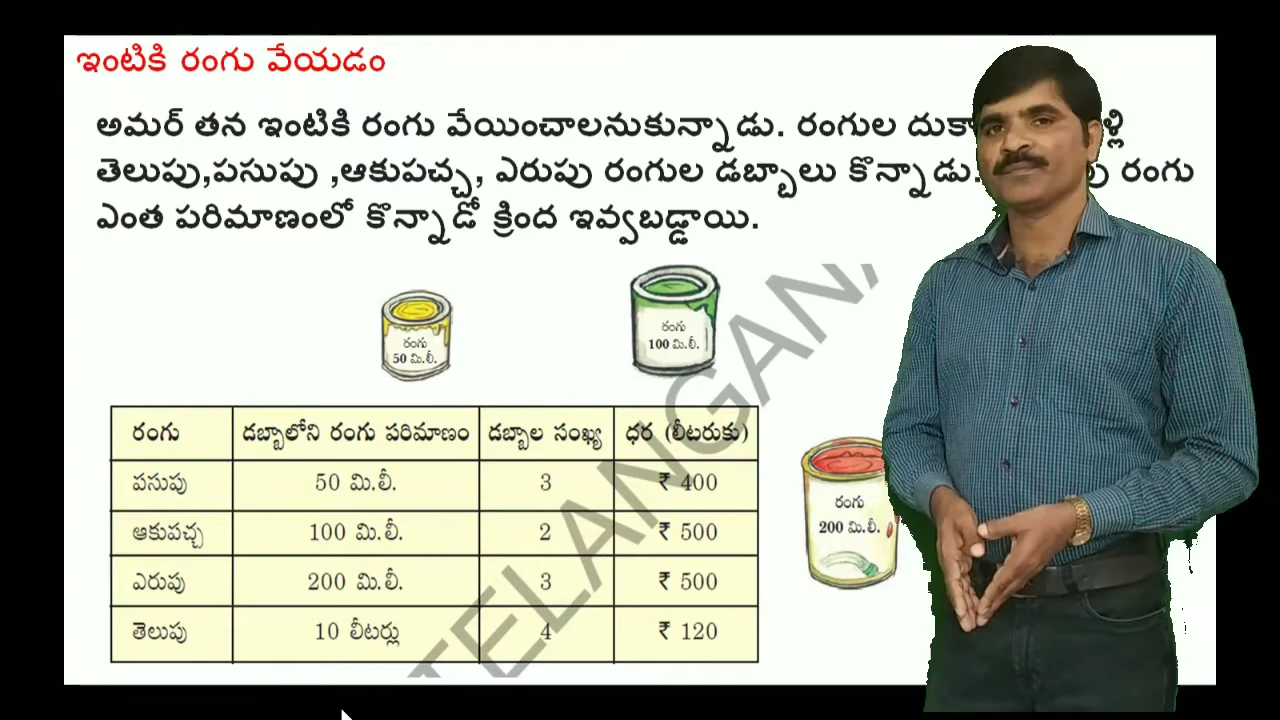 ఇంటికి రంగు వేయడం
అమర్ తన ఇంటికి రంగు వేయించాలనుకున్నాడు. రంగుల
తెలుపు,పసుపు ,ఆకుపచ్చ, ఎరుపు రంగుల డబ్బాలు కొన్నాడు. రంగు
ఎంత పరిమాణంలో కొన్నాడో క్రింద ఇవ్వబడ్డాయి.
రంగు
50 మి.లీ.
రంగు
100 మి.లీ.
రంగు డబ్బాలోని రంగు పరిమాణం డబ్బాల సంఖ్య ధర (లీటరుకు)
పసుపు 50 మి.లీ. 3 ₹ 400
ఆకుపచ్చ 100 మి.లీ. 2 ₹ 500
ఎరుపు 200 మి.లీ. 3 ₹ 500
తెలుపు 10 లీటర్లు 4 ₹ 120
రంగు
200 మి.లీ.
TELANGANA